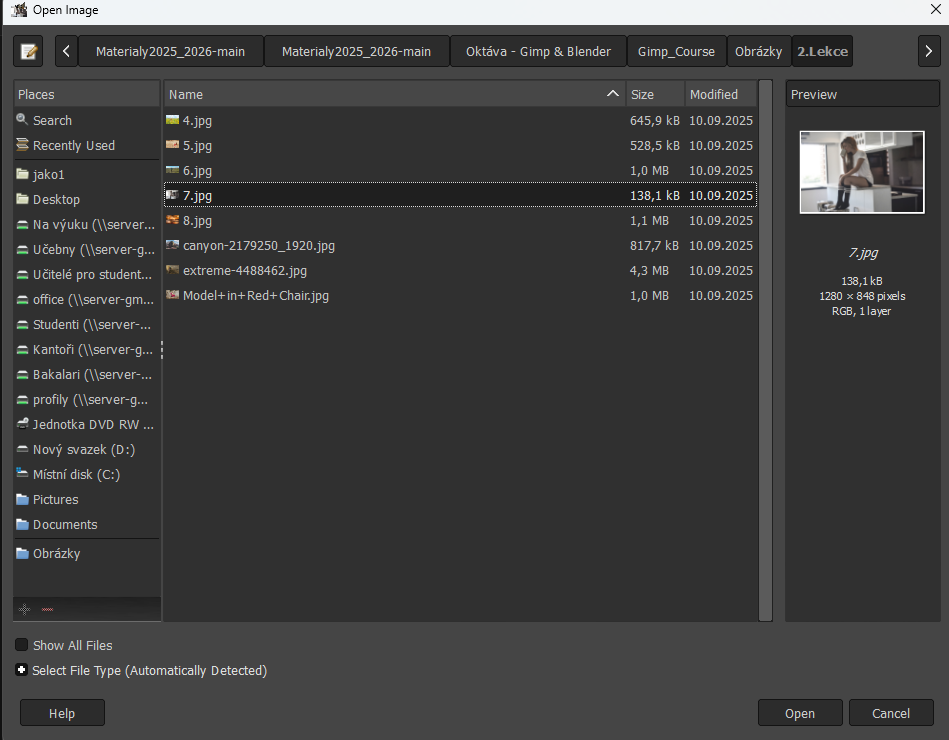 Open Image
Materialy2025_2026-main
Materialy2025_2026-main
Oktáva - Gimp & Blender
Gimp_Course
Obrázky
2.Lekce
Places
Search
Recently Used
jako1
Desktop
Na výuku (\\server...
Učebny (\\server-g...
Učitelé pro student...
office (\\server-gm...
Studenti (\\server-...
Kantoři (\\server-g...
Bakalari (\\server-...
profily (\\server-g...
Jednotka DVD RW ...
Nový svazek (D:)
Místní disk (C:)
Pictures
Documents
Obrázky
Name Size Modified
4.jpg 645,9 kB 10.09.2025
5.jpg 528,5 kB 10.09.2025
6.jpg 1,0 MB 10.09.2025
7.jpg 138,1 kB 10.09.2025
8.jpg 1,1 MB 10.09.2025
canyon-2179250_1920.jpg 817,7 kB 10.09.2025
extreme-4488462.jpg 4,3 MB 10.09.2025
Model+in+Red+Chair.jpg 1,0 MB 10.09.2025
Preview
7.jpg
138,1 kB
1280 × 848 pixels
RGB, 1 layer
Show All Files
Select File Type (Automatically Detected)
Help
Open
Cancel